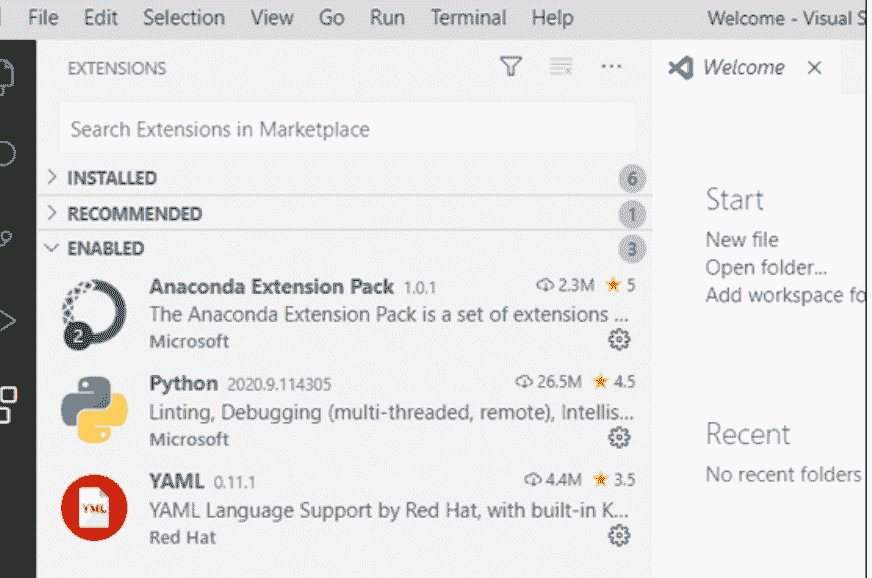 File Edit Selection View Go Run Terminal Help Welcome - Visual S
EXTENSIONS
Welcome
Search Extensions in Marketplace
INSTALLED 6
RECOMMENDED 1
ENABLED 3
Anaconda Extension Pack 1.0.1 2.3M 5
The Anaconda Extension Pack is a set of extensions ...
Microsoft
2
Python 2020.9.114305 26.5M 4.5
Linting, Debugging (multi-threaded, remote), Intellis...
Microsoft
YAML 0.11.1 4.4M 3.5
YAML Language Support by Red Hat, with built-in K...
Red Hat
YML
Start
New file
Open folder...
Add workspace fo
Recent
No recent folders